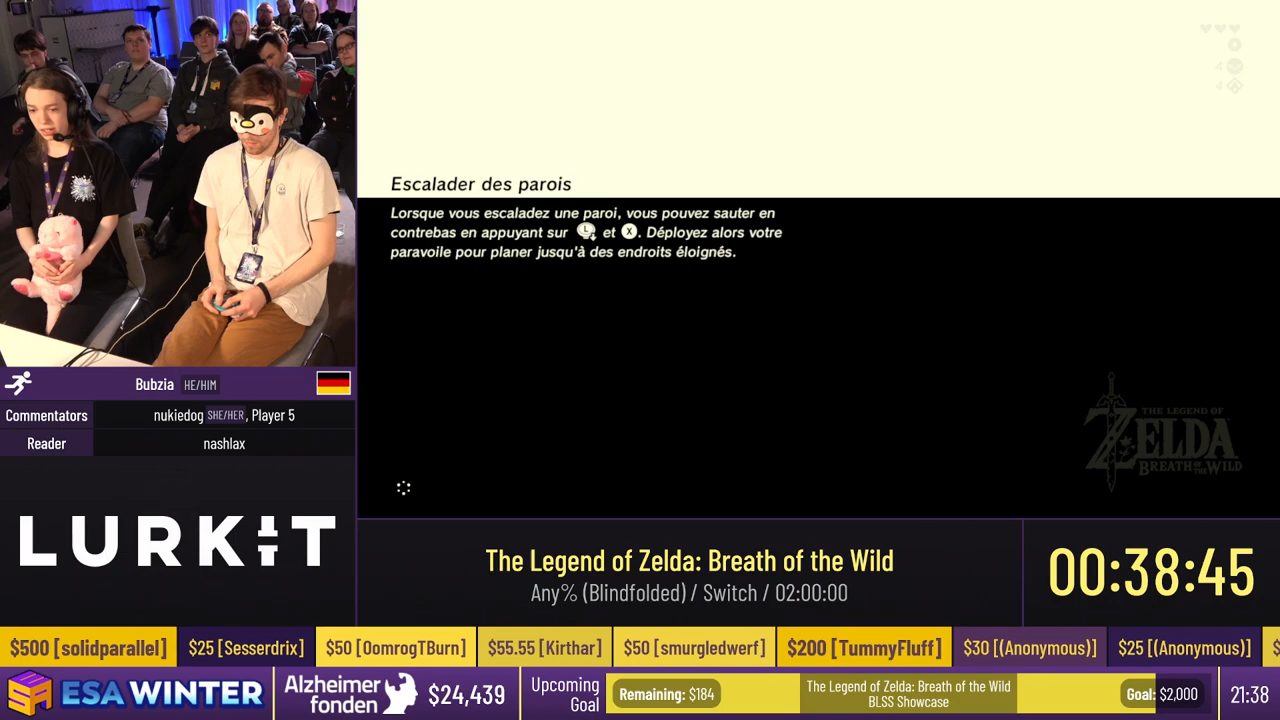 Escalader des parois
Lorsque vous escaladez une paroi, vous pouvez sauter en
contrebas en appuyant sur L et X. Déployez alors votre
paravoile pour planer jusqu'à des endroits éloignés.
4
4
THE LEGEND OF
ZELDA
BREATH OF THE WILD
Bubzia HE/HIM
Commentators nukiedog SHE/HER, Player 5
Reader nashlax
LURKIT
The Legend of Zelda: Breath of the Wild
Any% (Blindfolded) / Switch / 02:00:00
00:38:45
$500 [solidparallel] $25 [Sesserdrix] $50 [OomrogTBurn] $55.55 [Kirthar] $50 [smurgledwerf] $200 [TummyFluff] $30 [(Anonymous)] $25 [(Anonymous)] $
ESA WINTER
Alzheimer
fonden
$24,439
Upcoming
Goal
Remaining: $184
The Legend of Zelda: Breath of the Wild
BLSS Showcase
Goal: $2,000
21:38